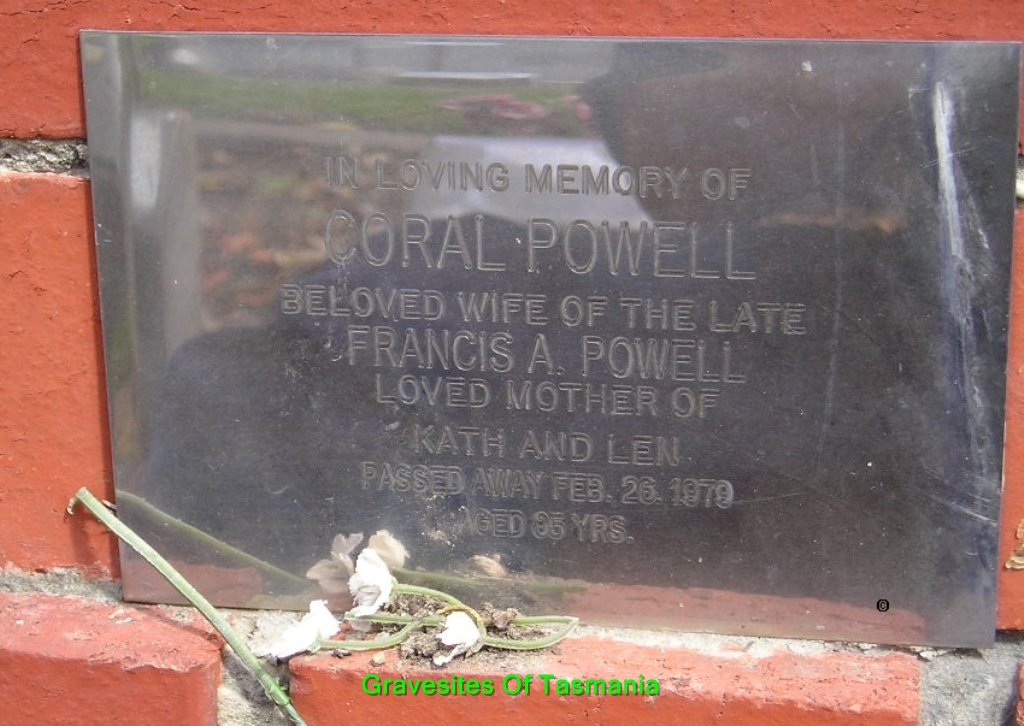 IN LOVING MEMORY OF
CORAL POWELL
BELOVED WIFE OF THE LATE
FRANCIS A. POWELL
LOVED MOTHER OF
KATH AND LEN
PASSED AWAY FEB. 26. 1979
AGED YRS.
©
Gravesites Of Tasmania